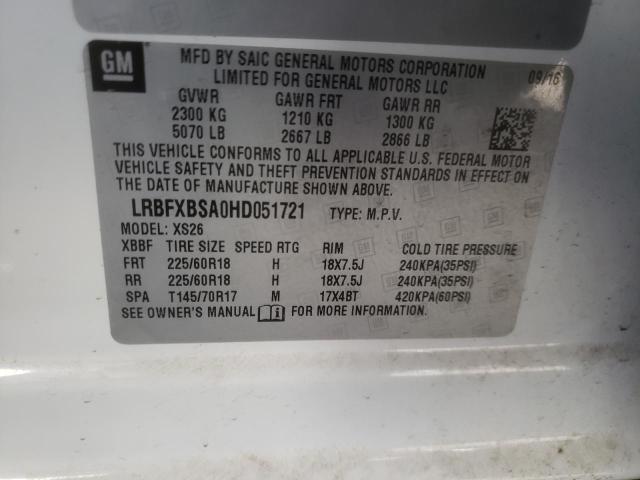 GM
MFD BY SAIC GENERAL MOTORS CORPORATION
LIMITED FOR GENERAL MOTORS LLC
09/16
GVWR GAWR FRT GAWR RR
2300 KG 1210 KG 1300 KG
5070 LB 2667 LB 2866 LB
THIS VEHICLE CONFORMS TO ALL APPLICABLE U.S. FEDERAL MOTOR
VEHICLE SAFETY AND THEFT PREVENTION STANDARDS IN EFFECT ON
THE DATE OF MANUFACTURE SHOWN ABOVE.
LRBFXBSA0HD051721 TYPE: M.P.V.
MODEL: XS26
XBBF TIRE SIZE SPEED RTG RIM COLD TIRE PRESSURE
FRT 225/60R18 H 18X7.5J 240KPA(35PSI)
RR 225/60R18 H 18X7.5J 240KPA(35PSI)
SPA T145/70R17 M 17X4BT 420KPA(60PSI)
SEE OWNER'S MANUAL FOR MORE INFORMATION.